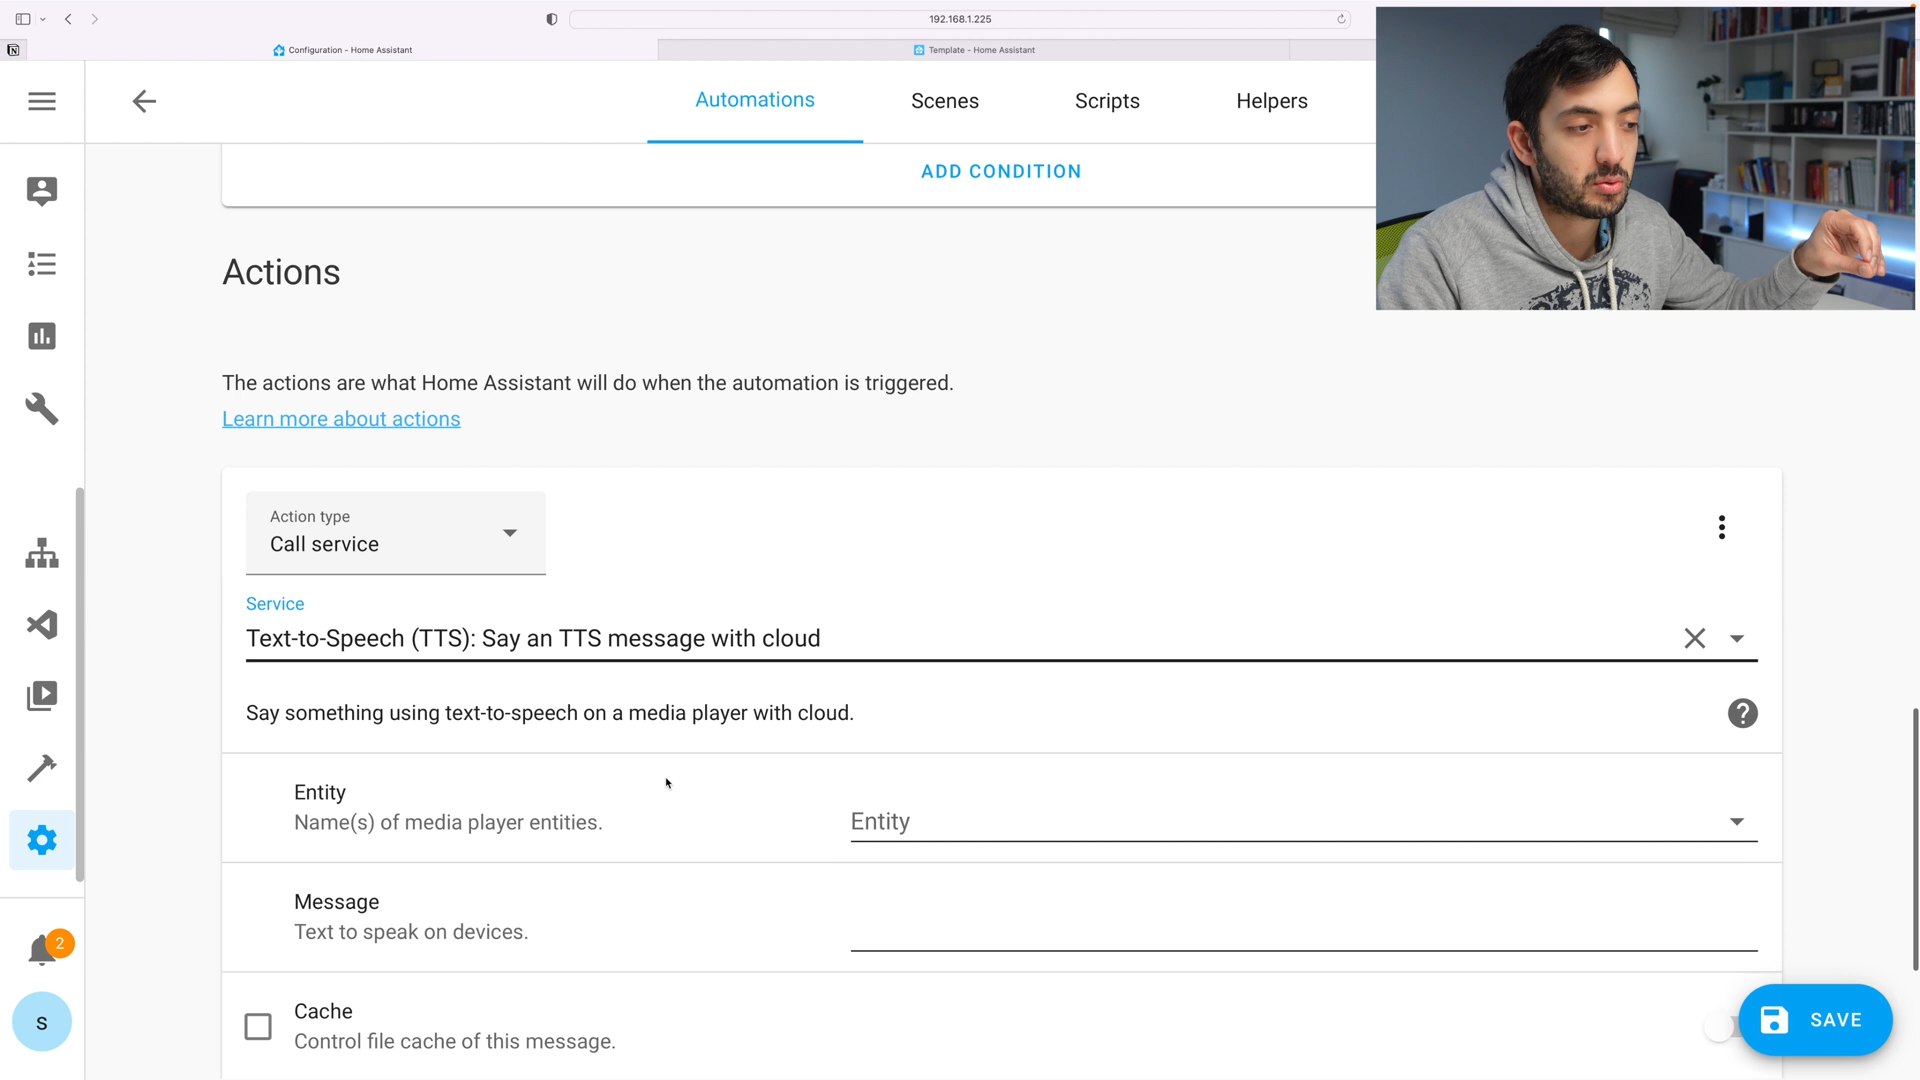 192.168.1.225
Configuration - Home Assistant
Template - Home Assistant
Automations
Scenes
Scripts
Helpers
ADD CONDITION
Actions
The actions are what Home Assistant will do when the automation is triggered.
Learn more about actions
Action type
Call service
Service
Text-to-Speech (TTS): Say an TTS message with cloud
Say something using text-to-speech on a media player with cloud.
Entity
Name(s) of media player entities.
Entity
Message
Text to speak on devices.
2
Cache
Control file cache of this message.
S
SAVE